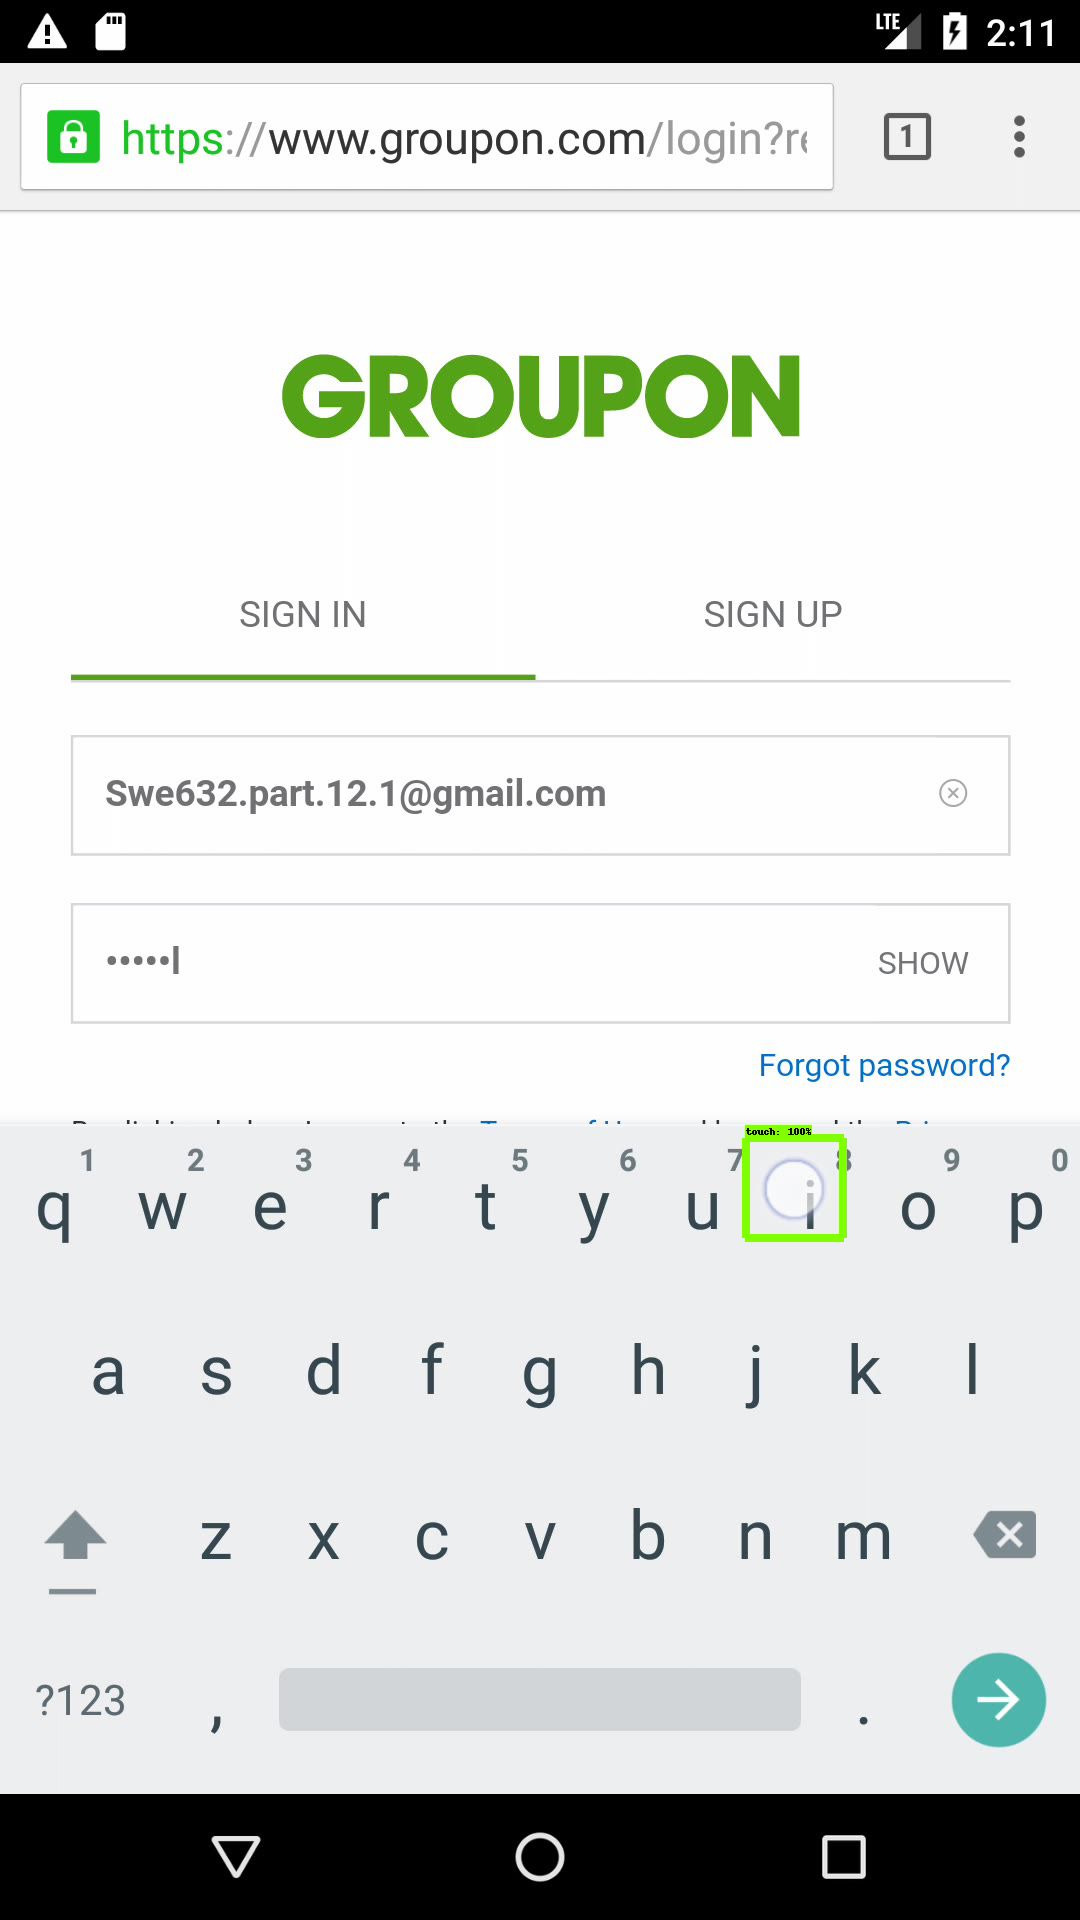 LTE 2:11
https://www.groupon.com/login?re
1
GROUPON
SIGN IN SIGN UP
Swe632.part.12.1@gmail.com
•••••l SHOW
Forgot password?
touch: 100%
1 2 3 4 5 6 7 8 9 0
q w e r t y u i o p
a s d f g h j k l
z x c v b n m
?123 , .